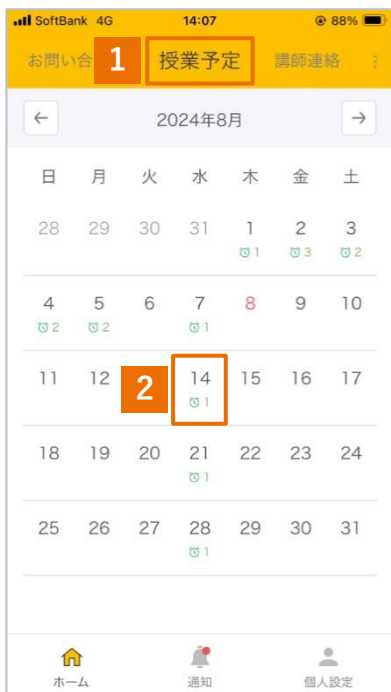 SoftBank 4G 14:07 88%
お問い合 1 授業予定 講師連絡
← 2024年8月 →
日 月 火 水 木 金 土
28 29 30 31 1 2 3
1 3 2
4 5 6 7 8 9 10
2 2 1
11 12 2 14 15 16 17
1
18 19 20 21 22 23 24
1
25 26 27 28 29 30 31
1
ホーム 通知 個人設定